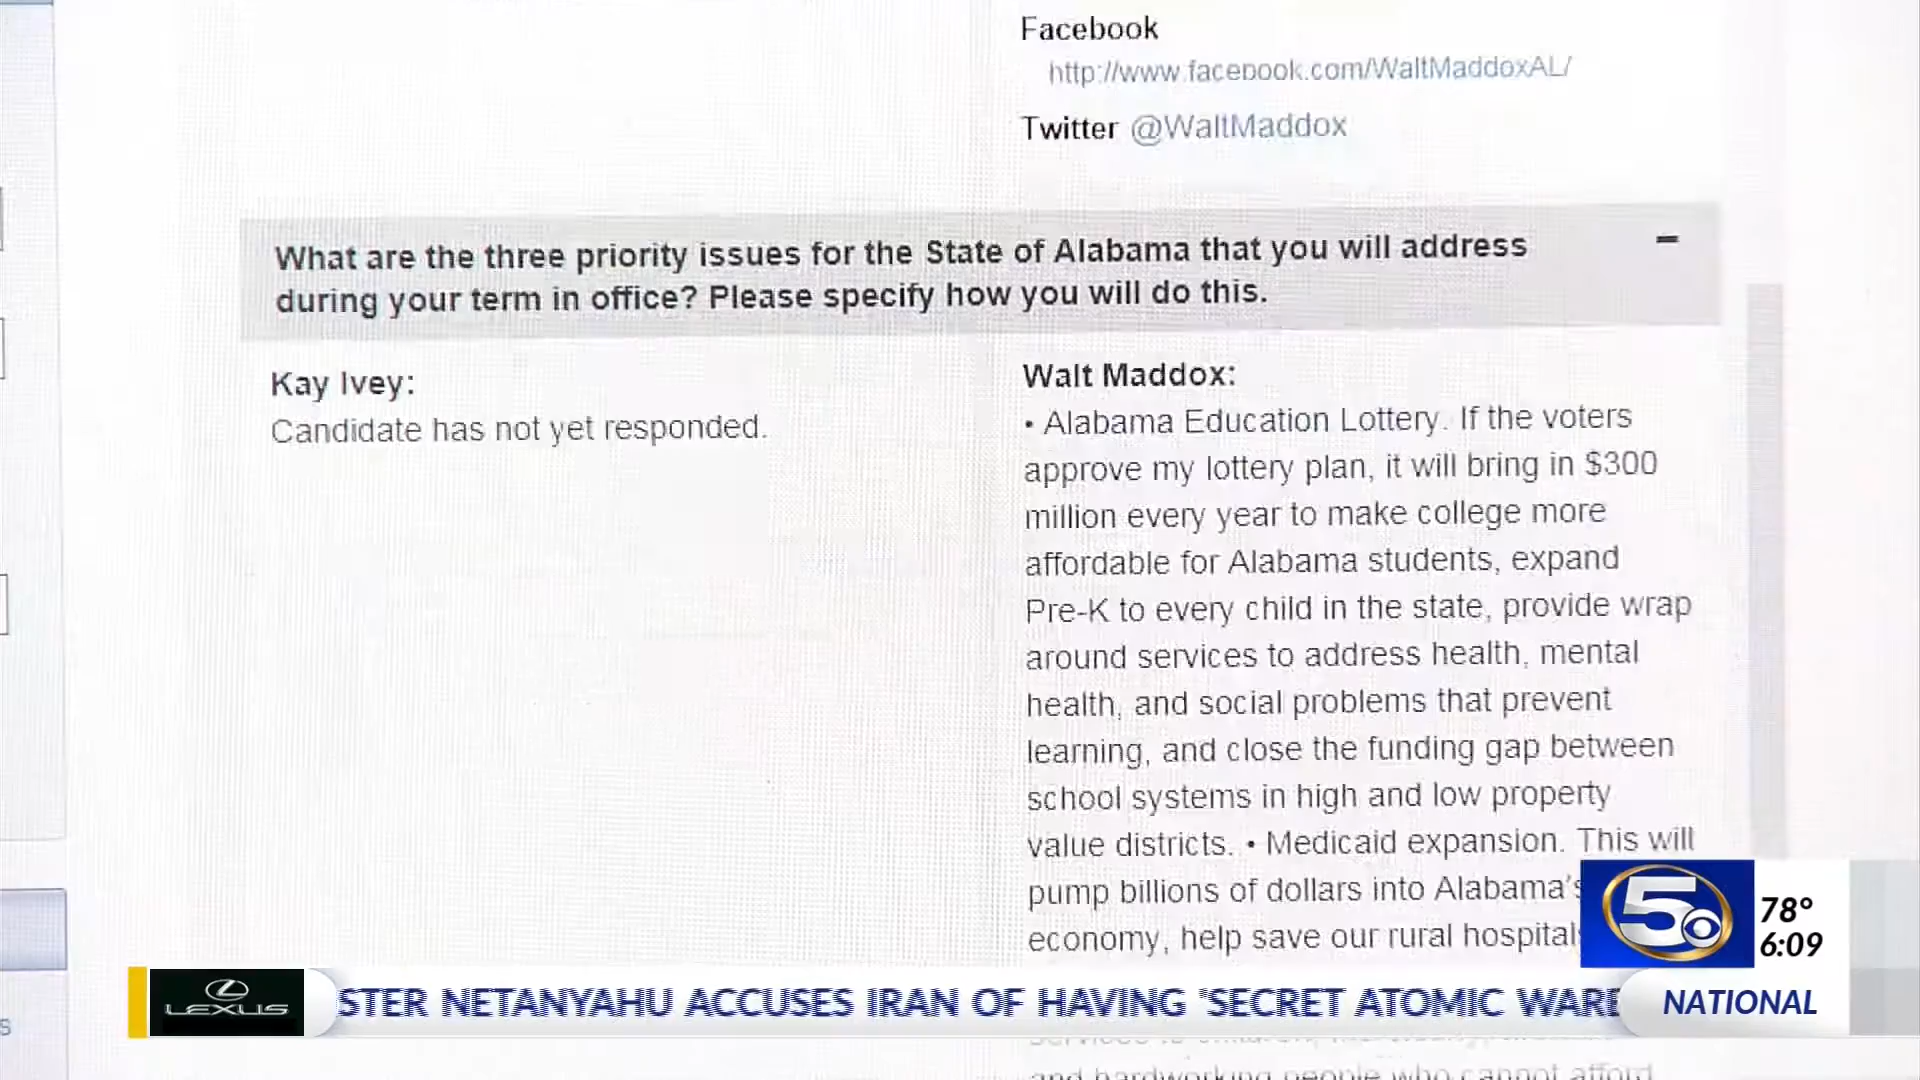 Facebook
http://www.facebook.com/WaltMaddoxAL/
Twitter @WaltMaddox
What are the three priority issues for the State of Alabama that you will address
during your term in office? Please specify how you will do this.
Kay Ivey:
Candidate has not yet responded.
Walt Maddox:
• Alabama Education Lottery. If the voters
approve my lottery plan, it will bring in $300
million every year to make college more
affordable for Alabama students, expand
Pre-K to every child in the state, provide wrap
around services to address health, mental
health, and social problems that prevent
learning, and close the funding gap between
school systems in high and low property
value districts. • Medicaid expansion. This will
pump billions of dollars into Alabama's
economy, help save our rural hospital
and hardworking people who cannot afford
5
78°
6:09
LEXUS
STER NETANYAHU ACCUSES IRAN OF HAVING 'SECRET ATOMIC WARE
NATIONAL
s